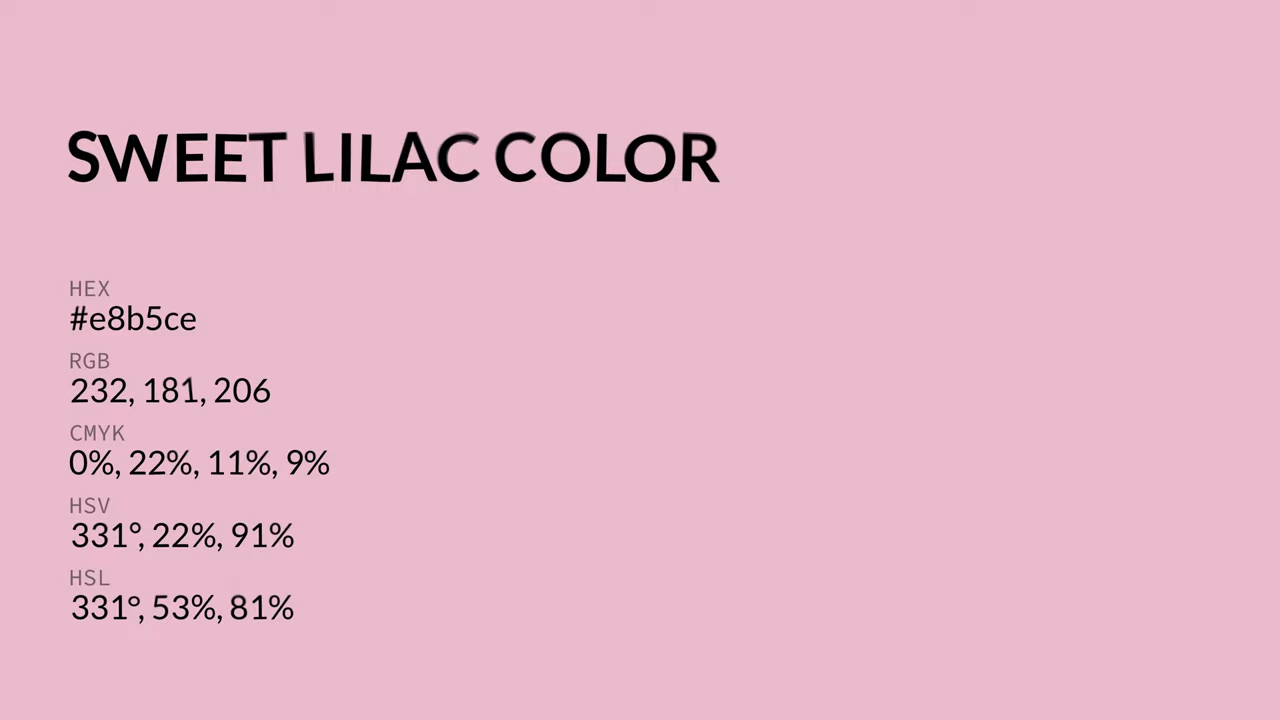 SWEET LILAC COLOR
HEX
#e8b5ce
RGB
232, 181, 206
CMYK
0%, 22%, 11%, 9%
HSV
331°, 22%, 91%
HSL
331°, 53%, 81%